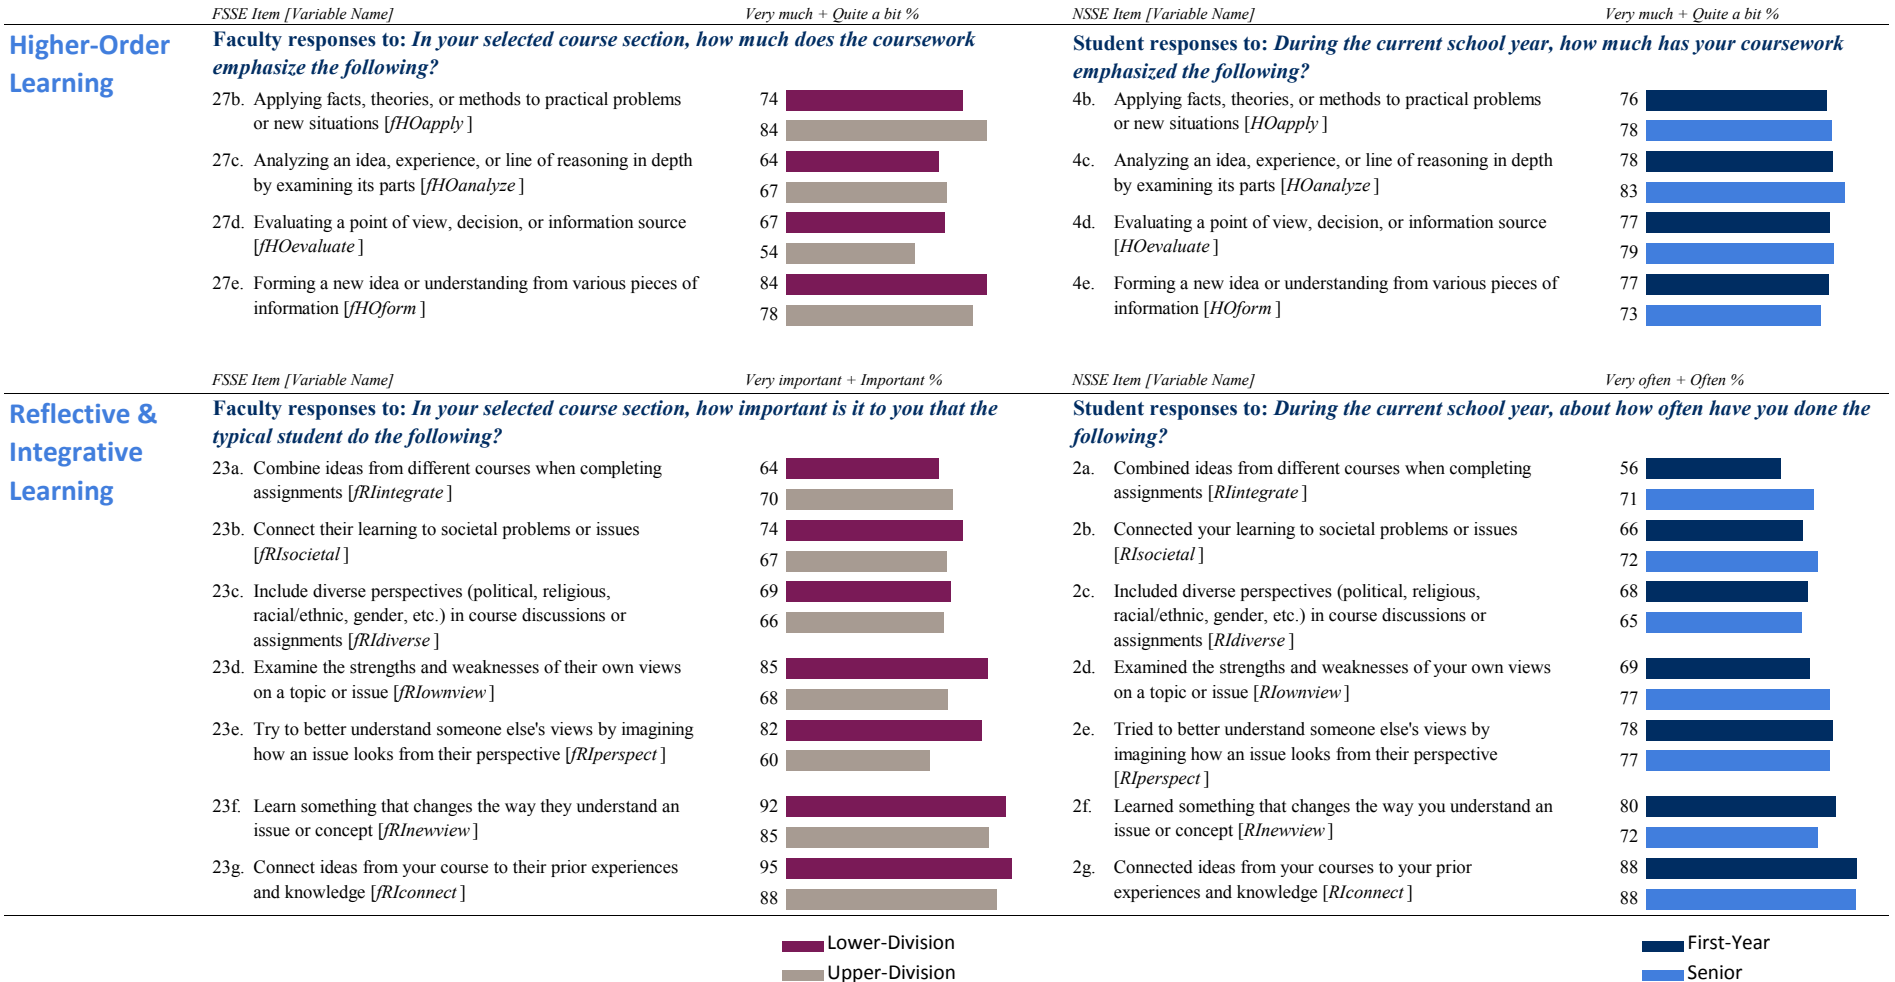 FSSE Item [Variable Name]
Very much + Quite a bit %
NSSE Item [Variable Name]
Very much + Quite a bit %
Higher-Order
Learning
Faculty responses to: In your selected course section, how much does the coursework
emphasize the following?
27b. Applying facts, theories, or methods to practical problems
or new situations [fHOapply ]
74
84
27c. Analyzing an idea, experience, or line of reasoning in depth
by examining its parts [fHOanalyze ]
64
67
27d. Evaluating a point of view, decision, or information source
[fHOevaluate ]
67
54
27e. Forming a new idea or understanding from various pieces of
information [fHOform ]
84
78
Student responses to: During the current school year, how much has your coursework
emphasized the following?
4b. Applying facts, theories, or methods to practical problems
or new situations [HOapply ]
76
78
4c. Analyzing an idea, experience, or line of reasoning in depth
by examining its parts [HOanalyze ]
78
83
4d. Evaluating a point of view, decision, or information source
[HOevaluate ]
77
79
4e. Forming a new idea or understanding from various pieces of
information [HOform ]
77
73
FSSE Item [Variable Name]
Very important + Important %
NSSE Item [Variable Name]
Very often + Often %
Reflective &
Integrative
Learning
Faculty responses to: In your selected course section, how important is it to you that the
typical student do the following?
23a. Combine ideas from different courses when completing
assignments [fRIintegrate ]
64
70
23b. Connect their learning to societal problems or issues
[fRIsocietal ]
74
67
23c. Include diverse perspectives (political, religious,
racial/ethnic, gender, etc.) in course discussions or
assignments [fRIdiverse ]
69
66
23d. Examine the strengths and weaknesses of their own views
on a topic or issue [fRIownview ]
85
68
23e. Try to better understand someone else's views by imagining
how an issue looks from their perspective [fRIperspect ]
82
60
23f. Learn something that changes the way they understand an
issue or concept [fRInewview ]
92
85
23g. Connect ideas from your course to their prior experiences
and knowledge [fRIconnect ]
95
88
Student responses to: During the current school year, about how often have you done the
following?
2a. Combined ideas from different courses when completing
assignments [RIintegrate ]
56
71
2b. Connected your learning to societal problems or issues
[RIsocietal ]
66
72
2c. Included diverse perspectives (political, religious,
racial/ethnic, gender, etc.) in course discussions or
assignments [RIdiverse ]
68
65
2d. Examined the strengths and weaknesses of your own views
on a topic or issue [RIownview ]
69
77
2e. Tried to better understand someone else's views by
imagining how an issue looks from their perspective
[RIperspect ]
78
77
2f. Learned something that changes the way you understand an
issue or concept [RInewview ]
80
72
2g. Connected ideas from your courses to your prior
experiences and knowledge [RIconnect ]
88
88
Lower-Division
Upper-Division
First-Year
Senior